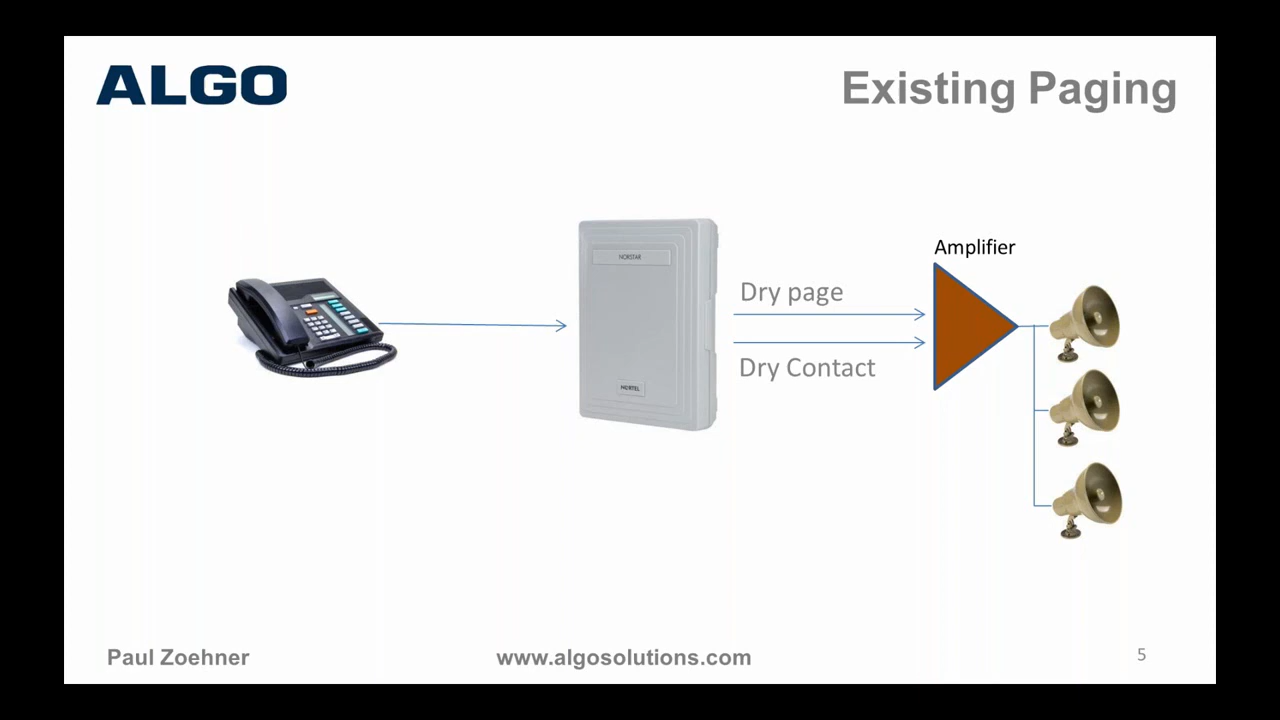 ALGO
Existing Paging
Amplifier
NORSTAR
Dry page
Dry Contact
NORTEL
Paul Zoehner
www.algosolutions.com
5